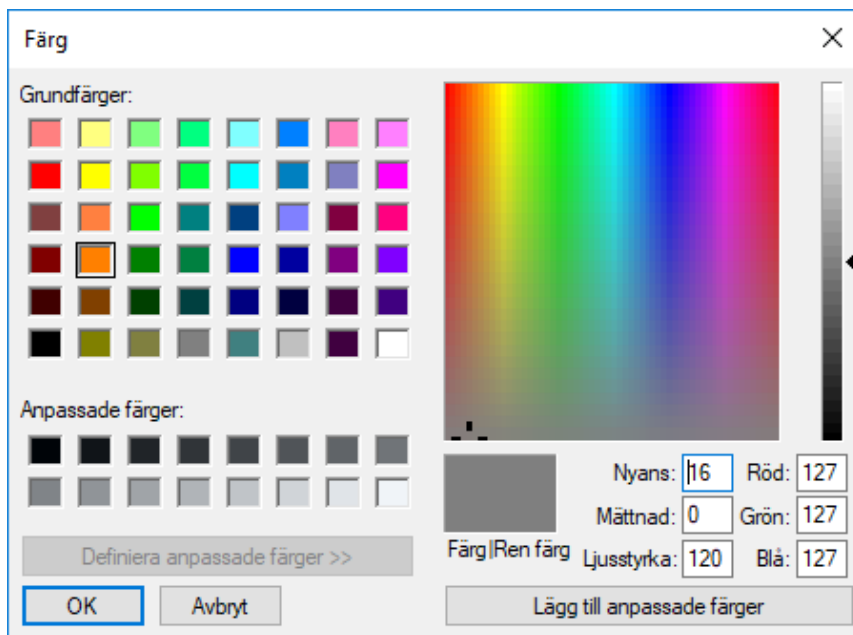 Färg
Grundfärger:
Anpassade färger:
Definiera anpassade färger >>
OK
Avbryt
Färg|Ren färg
Nyans: 16
Röd: 127
Mättnad: 0
Grön: 127
Ljusstyrka: 120
Blå: 127
Lägg till anpassade färger